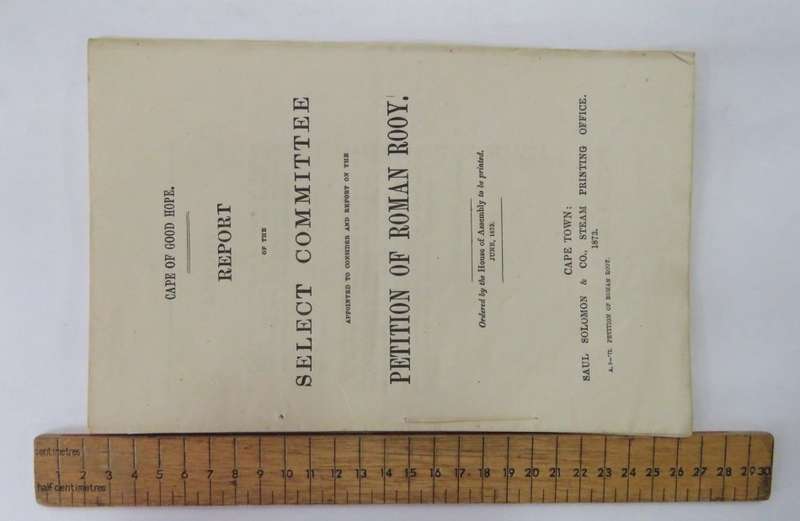 CAPE OF GOOD HOPE.
REPORT
OF THE
SELECT COMMITTEE
APPOINTED TO CONSIDER AND REPORT ON THE
PETITION OF ROMAN ROOY.
Ordered by the House of Assembly to be printed.
JUNE, 1872.
CAPE TOWN:
SAUL SOLOMON & CO., STEAM PRINTING OFFICE.
1872.
A. 9—'72. PETITION OF ROMAN ROOY.
centimetres
1 2 3 4 5 6 7 8 9 10 11 12 13 14 15 16 17 18 19 20 21 22 23 24 25 26 27 28 29 30
half centimetres